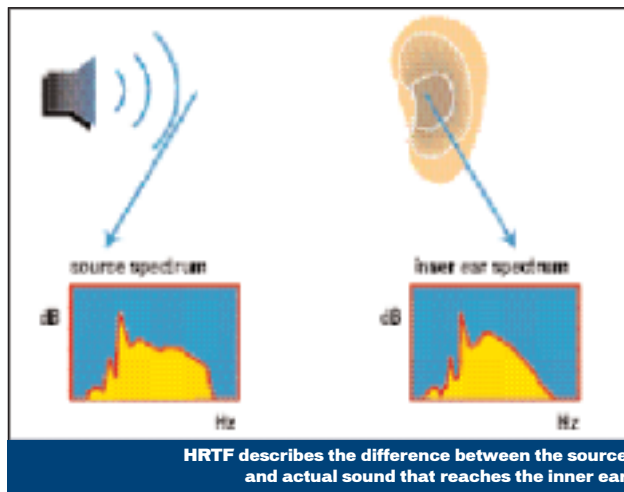 source spectrum
inner ear spectrum
dB
dB
Hz
Hz
HRTF describes the difference between the source
and actual sound that reaches the inner ear